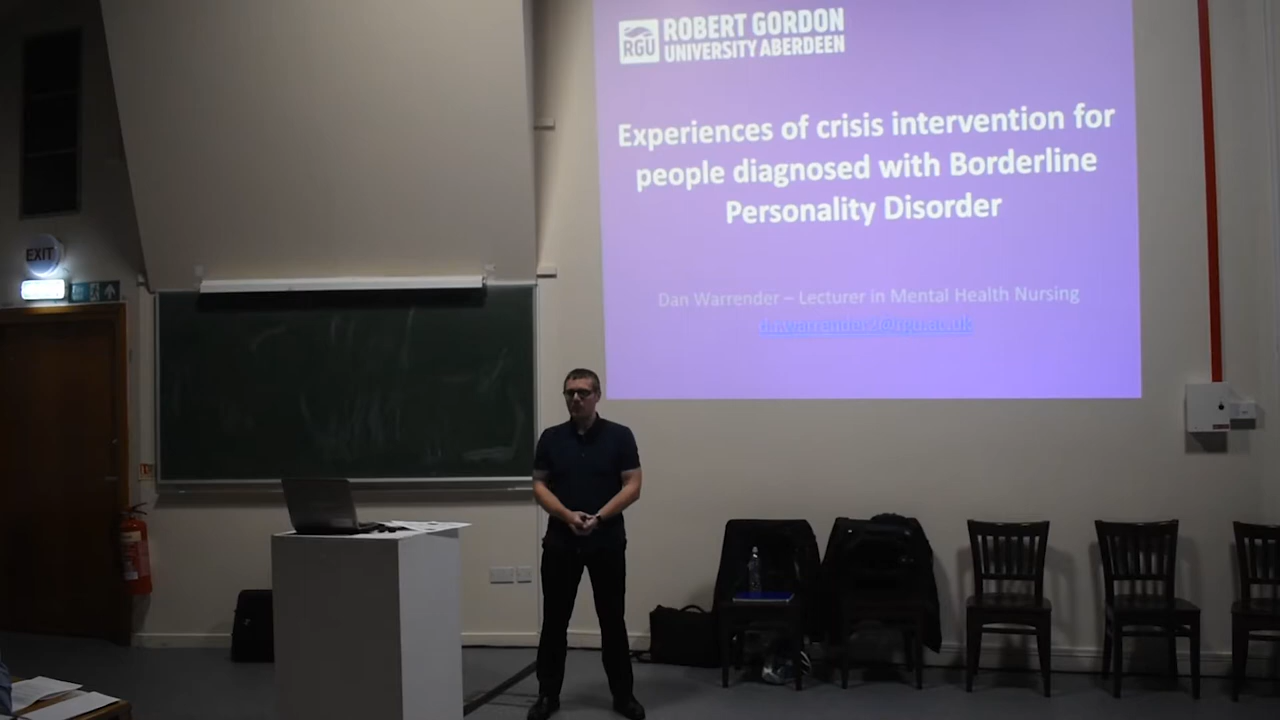 RGU
ROBERT GORDON
UNIVERSITY ABERDEEN
Experiences of crisis intervention for
people diagnosed with Borderline
Personality Disorder
Dan Warrender – Lecturer in Mental Health Nursing
EXIT